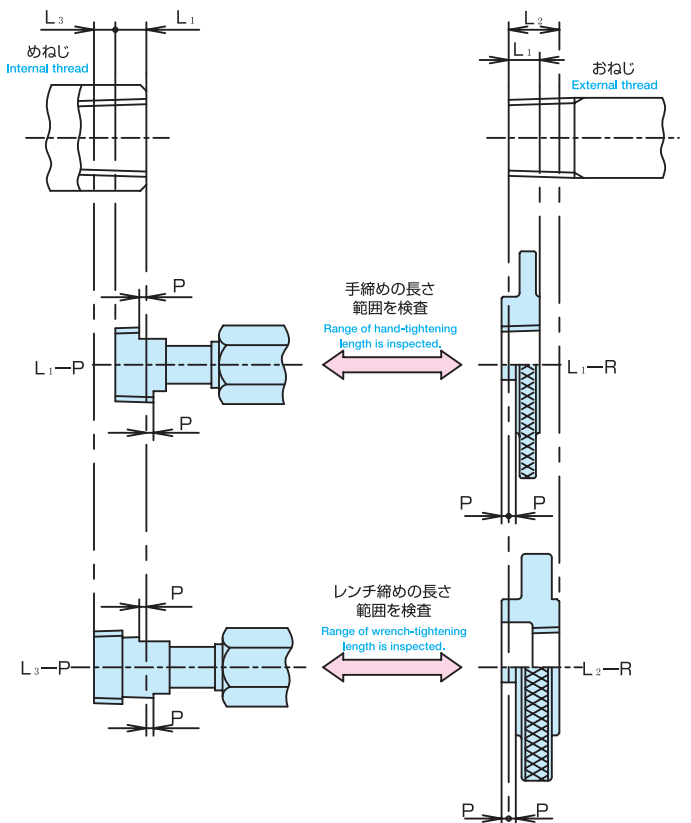 L₃ L₁
めねじ
Internal thread
L₂
L₁
おねじ
External thread
P
手締めの長さ
範囲を検査
Range of hand-tightening
length is inspected.
L₁－P
L₁－R
P
P P
P
レンチ締めの長さ
範囲を検査
Range of wrench-tightening
length is inspected.
L₃－P
L₂－R
P
P P